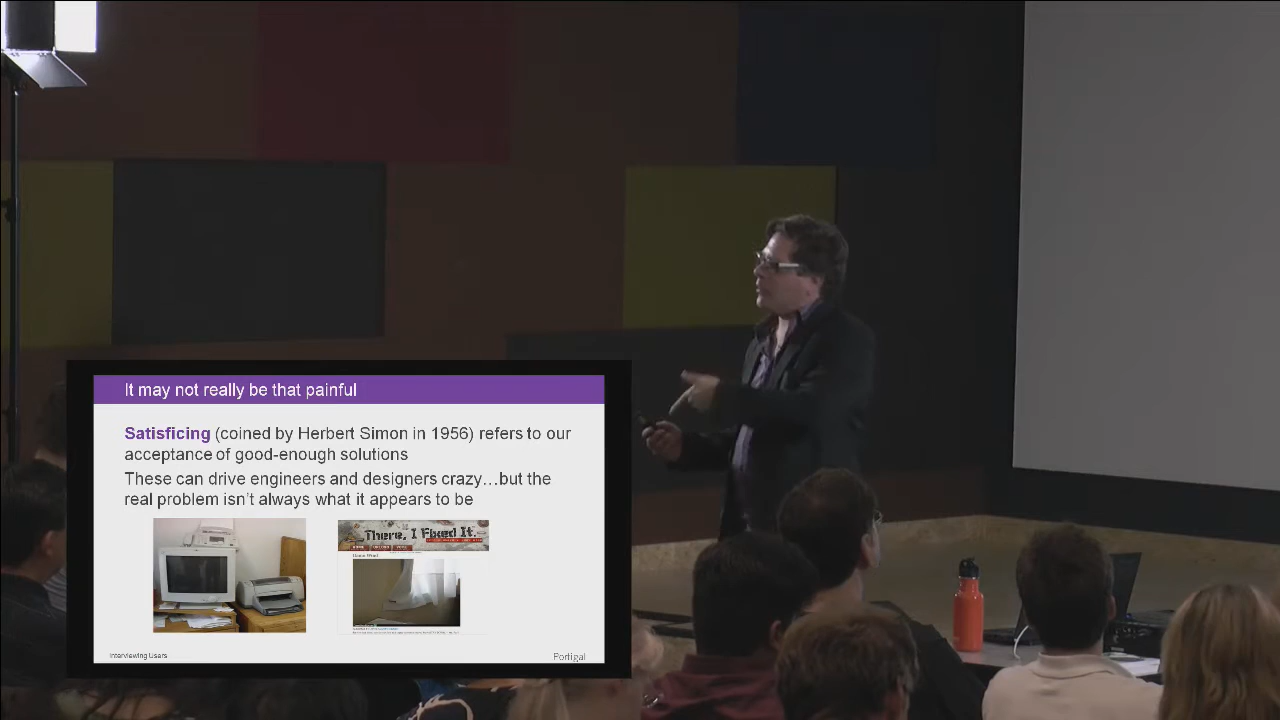 It may not really be that painful
Satisficing (coined by Herbert Simon in 1956) refers to our
acceptance of good-enough solutions
These can drive engineers and designers crazy…but the
real problem isn't always what it appears to be
There, I Fixed It.
Interviewing Users
Portigal